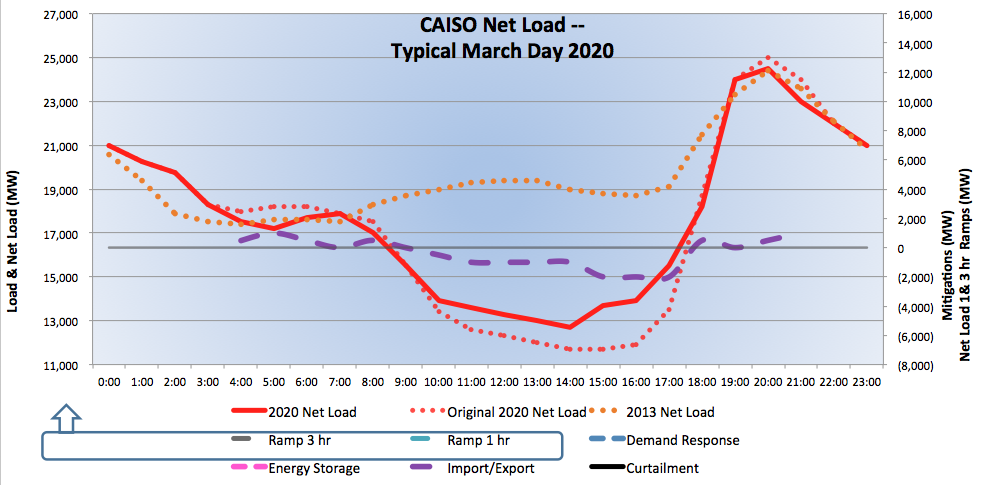 CAISO Net Load --
Typical March Day 2020
27,000
25,000
23,000
21,000
19,000
17,000
15,000
13,000
11,000
Load & Net Load (MW)
16,000
14,000
12,000
10,000
8,000
6,000
4,000
2,000
0
(2,000)
(4,000)
(6,000)
(8,000)
Mitigations (MW)
Net Load 1& 3 hr Ramps (MW)
0:00 1:00 2:00 3:00 4:00 5:00 6:00 7:00 8:00 9:00 10:00 11:00 12:00 13:00 14:00 15:00 16:00 17:00 18:00 19:00 20:00 21:00 22:00 23:00
2020 Net Load Original 2020 Net Load 2013 Net Load
Ramp 3 hr Ramp 1 hr Demand Response
Energy Storage Import/Export Curtailment